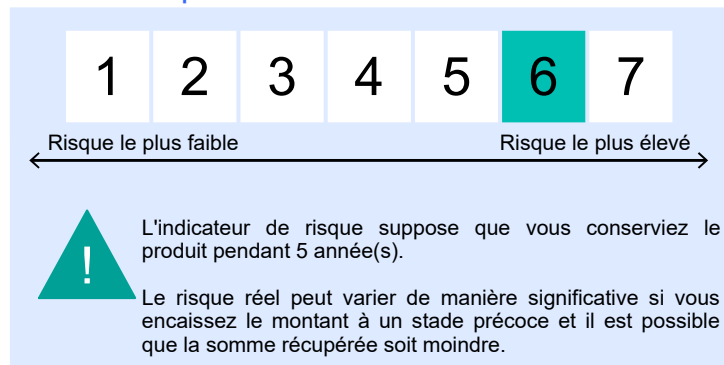 1 2 3 4 5 6 7
Risque le plus faible Risque le plus élevé
! L'indicateur de risque suppose que vous conserviez le
produit pendant 5 année(s).
Le risque réel peut varier de manière significative si vous
encaissez le montant à un stade précoce et il est possible
que la somme récupérée soit moindre.